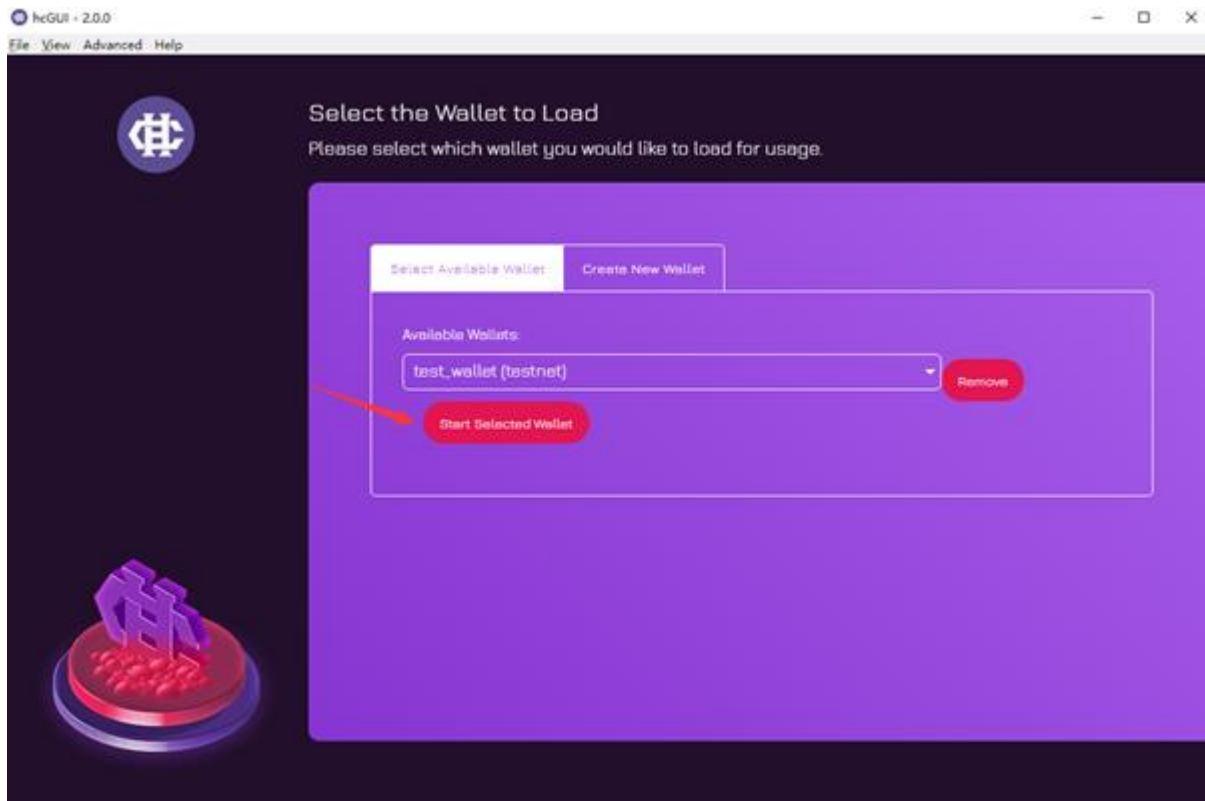 hcGUI - 2.0.0
File View Advanced Help
Select the Wallet to Load
Please select which wallet you would like to load for usage.
Select Available Wallet Create New Wallet
Available Wallets:
test_wallet (testnet)
Remove
Start Selected Wallet